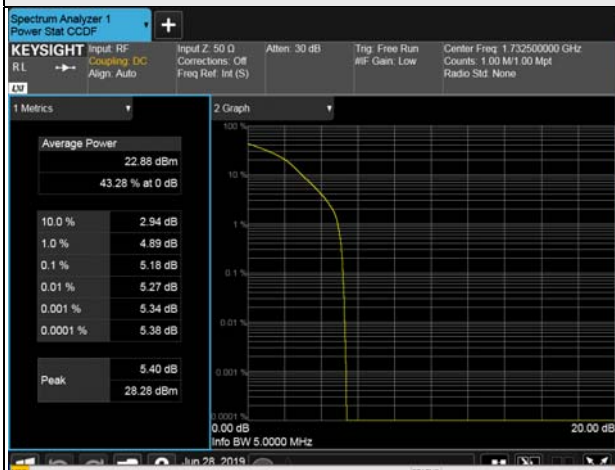 Spectrum Analyzer 1
Power Stat CCDF
+
KEYSIGHT
RL
LXI
Input: RF
Coupling: DC
Align: Auto
Input Z: 50 Ω
Corrections: Off
Freq Ref: Int (S)
Atten: 30 dB
Trig: Free Run
#IF Gain: Low
Center Freq: 1.732500000 GHz
Counts: 1.00 M/1.00 Mpt
Radio Std: None
1 Metrics
Average Power
22.88 dBm
43.28 % at 0 dB
10.0 % 2.94 dB
1.0 % 4.89 dB
0.1 % 5.18 dB
0.01 % 5.27 dB
0.001 % 5.34 dB
0.0001 % 5.38 dB
Peak 5.40 dB
28.28 dBm
2 Graph
100 %
10 %
1 %
0.1 %
0.01 %
0.001 %
0.0001 %
0.00 dB 20.00 dB
Info BW 5.0000 MHz
Jun 28, 2019